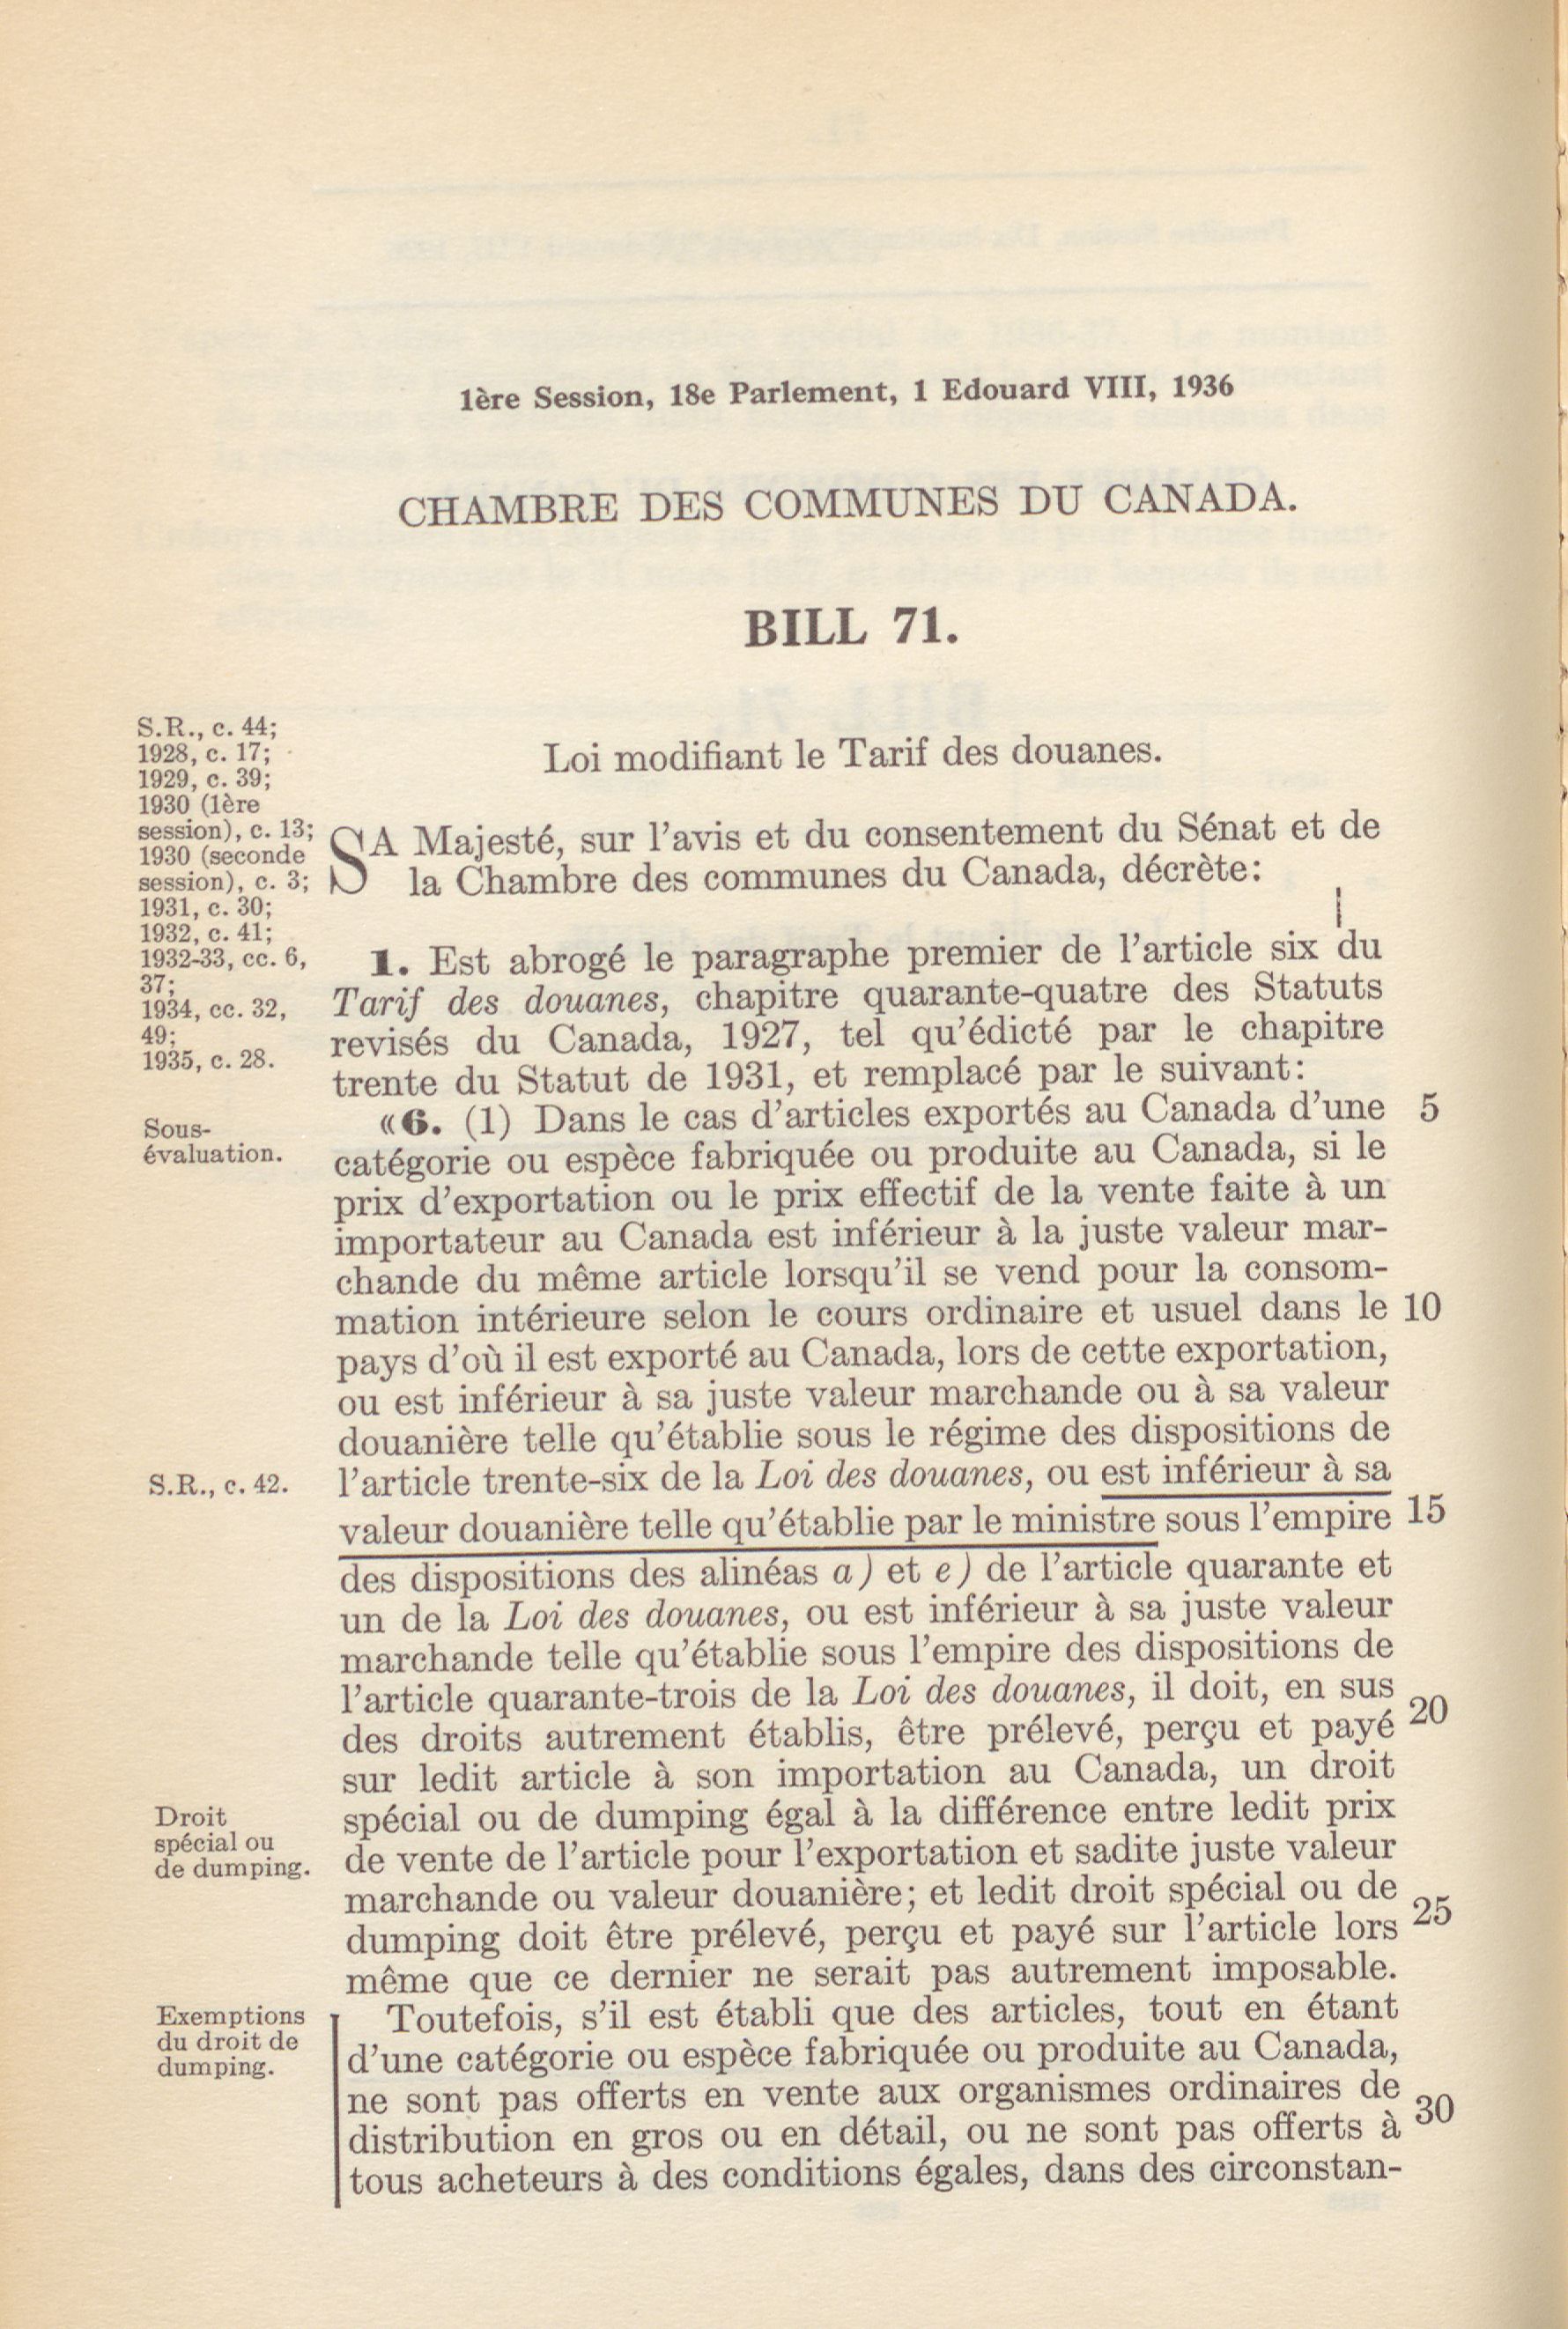 1ère Session, 18e Parlement, 1 Edouard VIII, 1936
CHAMBRE DES COMMUNES DU CANADA.
BILL 71.
S.R., c. 44;
1928, c. 17;
1929, c. 39;
1930 (1ère
session), c. 13;
1930 (seconde
session), c. 3;
1931, c. 30;
1932, c. 41;
1932-33, cc. 6,
37;
1934, cc. 32,
49;
1935, c. 28.
Loi modifiant le Tarif des douanes.
SA Majesté, sur l'avis et du consentement du Sénat et de
la Chambre des communes du Canada, décrète:
1. Est abrogé le paragraphe premier de l'article six du
Tarif des douanes, chapitre quarante-quatre des Statuts
revisés du Canada, 1927, tel qu'édicté par le chapitre
trente du Statut de 1931, et remplacé par le suivant:
Sous-
évaluation.
«6. (1) Dans le cas d'articles exportés au Canada d'une 5
catégorie ou espèce fabriquée ou produite au Canada, si le
prix d'exportation ou le prix effectif de la vente faite à un
importateur au Canada est inférieur à la juste valeur mar-
chande du même article lorsqu'il se vend pour la consom-
mation intérieure selon le cours ordinaire et usuel dans le 10
pays d'où il est exporté au Canada, lors de cette exportation,
ou est inférieur à sa juste valeur marchande ou à sa valeur
douanière telle qu'établie sous le régime des dispositions de
S.R., c. 42.
l'article trente-six de la Loi des douanes, ou est inférieur à sa
valeur douanière telle qu'établie par le ministre sous l'empire 15
des dispositions des alinéas a) et e) de l'article quarante et
un de la Loi des douanes, ou est inférieur à sa juste valeur
marchande telle qu'établie sous l'empire des dispositions de
l'article quarante-trois de la Loi des douanes, il doit, en sus
des droits autrement établis, être prélevé, perçu et payé 20
sur ledit article à son importation au Canada, un droit
Droit
spécial ou
de dumping.
spécial ou de dumping égal à la différence entre ledit prix
de vente de l'article pour l'exportation et sadite juste valeur
marchande ou valeur douanière; et ledit droit spécial ou de
dumping doit être prélevé, perçu et payé sur l'article lors 25
même que ce dernier ne serait pas autrement imposable.
Exemptions
du droit de
dumping.
Toutefois, s'il est établi que des articles, tout en étant
d'une catégorie ou espèce fabriquée ou produite au Canada,
ne sont pas offerts en vente aux organismes ordinaires de
distribution en gros ou en détail, ou ne sont pas offerts à 30
tous acheteurs à des conditions égales, dans des circonstan-